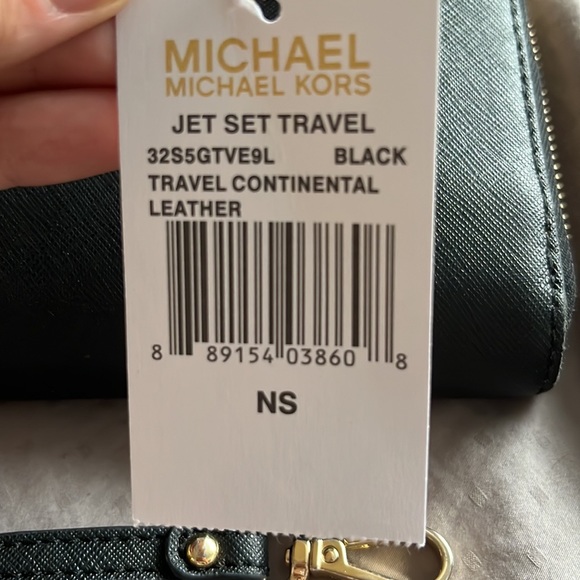 MICHAEL
MICHAEL KORS
JET SET TRAVEL
32S5GTVE9L BLACK
TRAVEL CONTINENTAL
LEATHER
8 89154 03860 8
NS